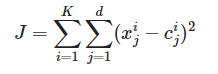 $J = \sum_{i=1}^{K} \sum_{j=1}^{d} (x_j^i - c_j^i)^2$